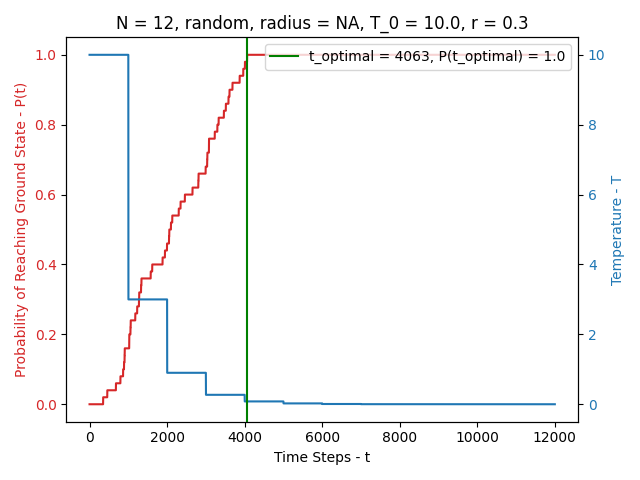 N = 12, random, radius = NA, T_0 = 10.0, r = 0.3
t_optimal = 4063, P(t_optimal) = 1.0
Probability of Reaching Ground State - P(t)
1.0
0.8
0.6
0.4
0.2
0.0
10
8
6
4
2
0
Temperature - T
0 2000 4000 6000 8000 10000 12000
Time Steps - t